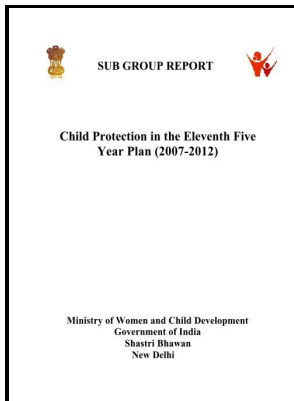 SUB GROUP REPORT
Child Protection in the Eleventh Five
Year Plan (2007-2012)
Ministry of Women and Child Development
Government of India
Shastri Bhawan
New Delhi